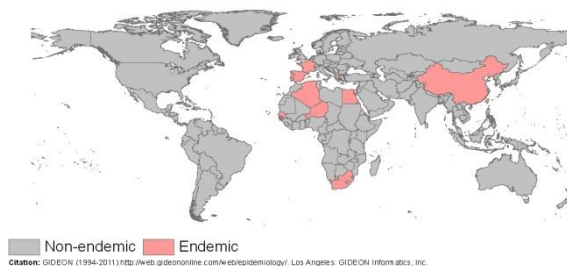 Non-endemic Endemic
Citation: GIDEON (1994-2011) http://web.gideononline.com/web/epidemiology/. Los Angeles: GIDEON Informatics, Inc.